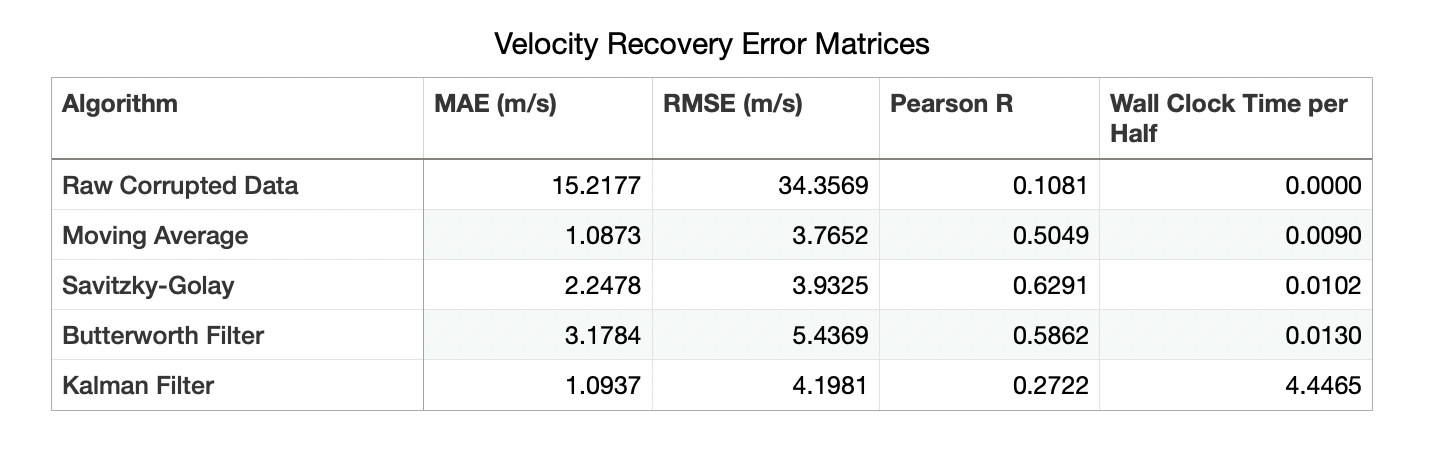 Velocity Recovery Error Matrices
Algorithm MAE (m/s) RMSE (m/s) Pearson R Wall Clock Time per
Half
Raw Corrupted Data 15.2177 34.3569 0.1081 0.0000
Moving Average 1.0873 3.7652 0.5049 0.0090
Savitzky-Golay 2.2478 3.9325 0.6291 0.0102
Butterworth Filter 3.1784 5.4369 0.5862 0.0130
Kalman Filter 1.0937 4.1981 0.2722 4.4465